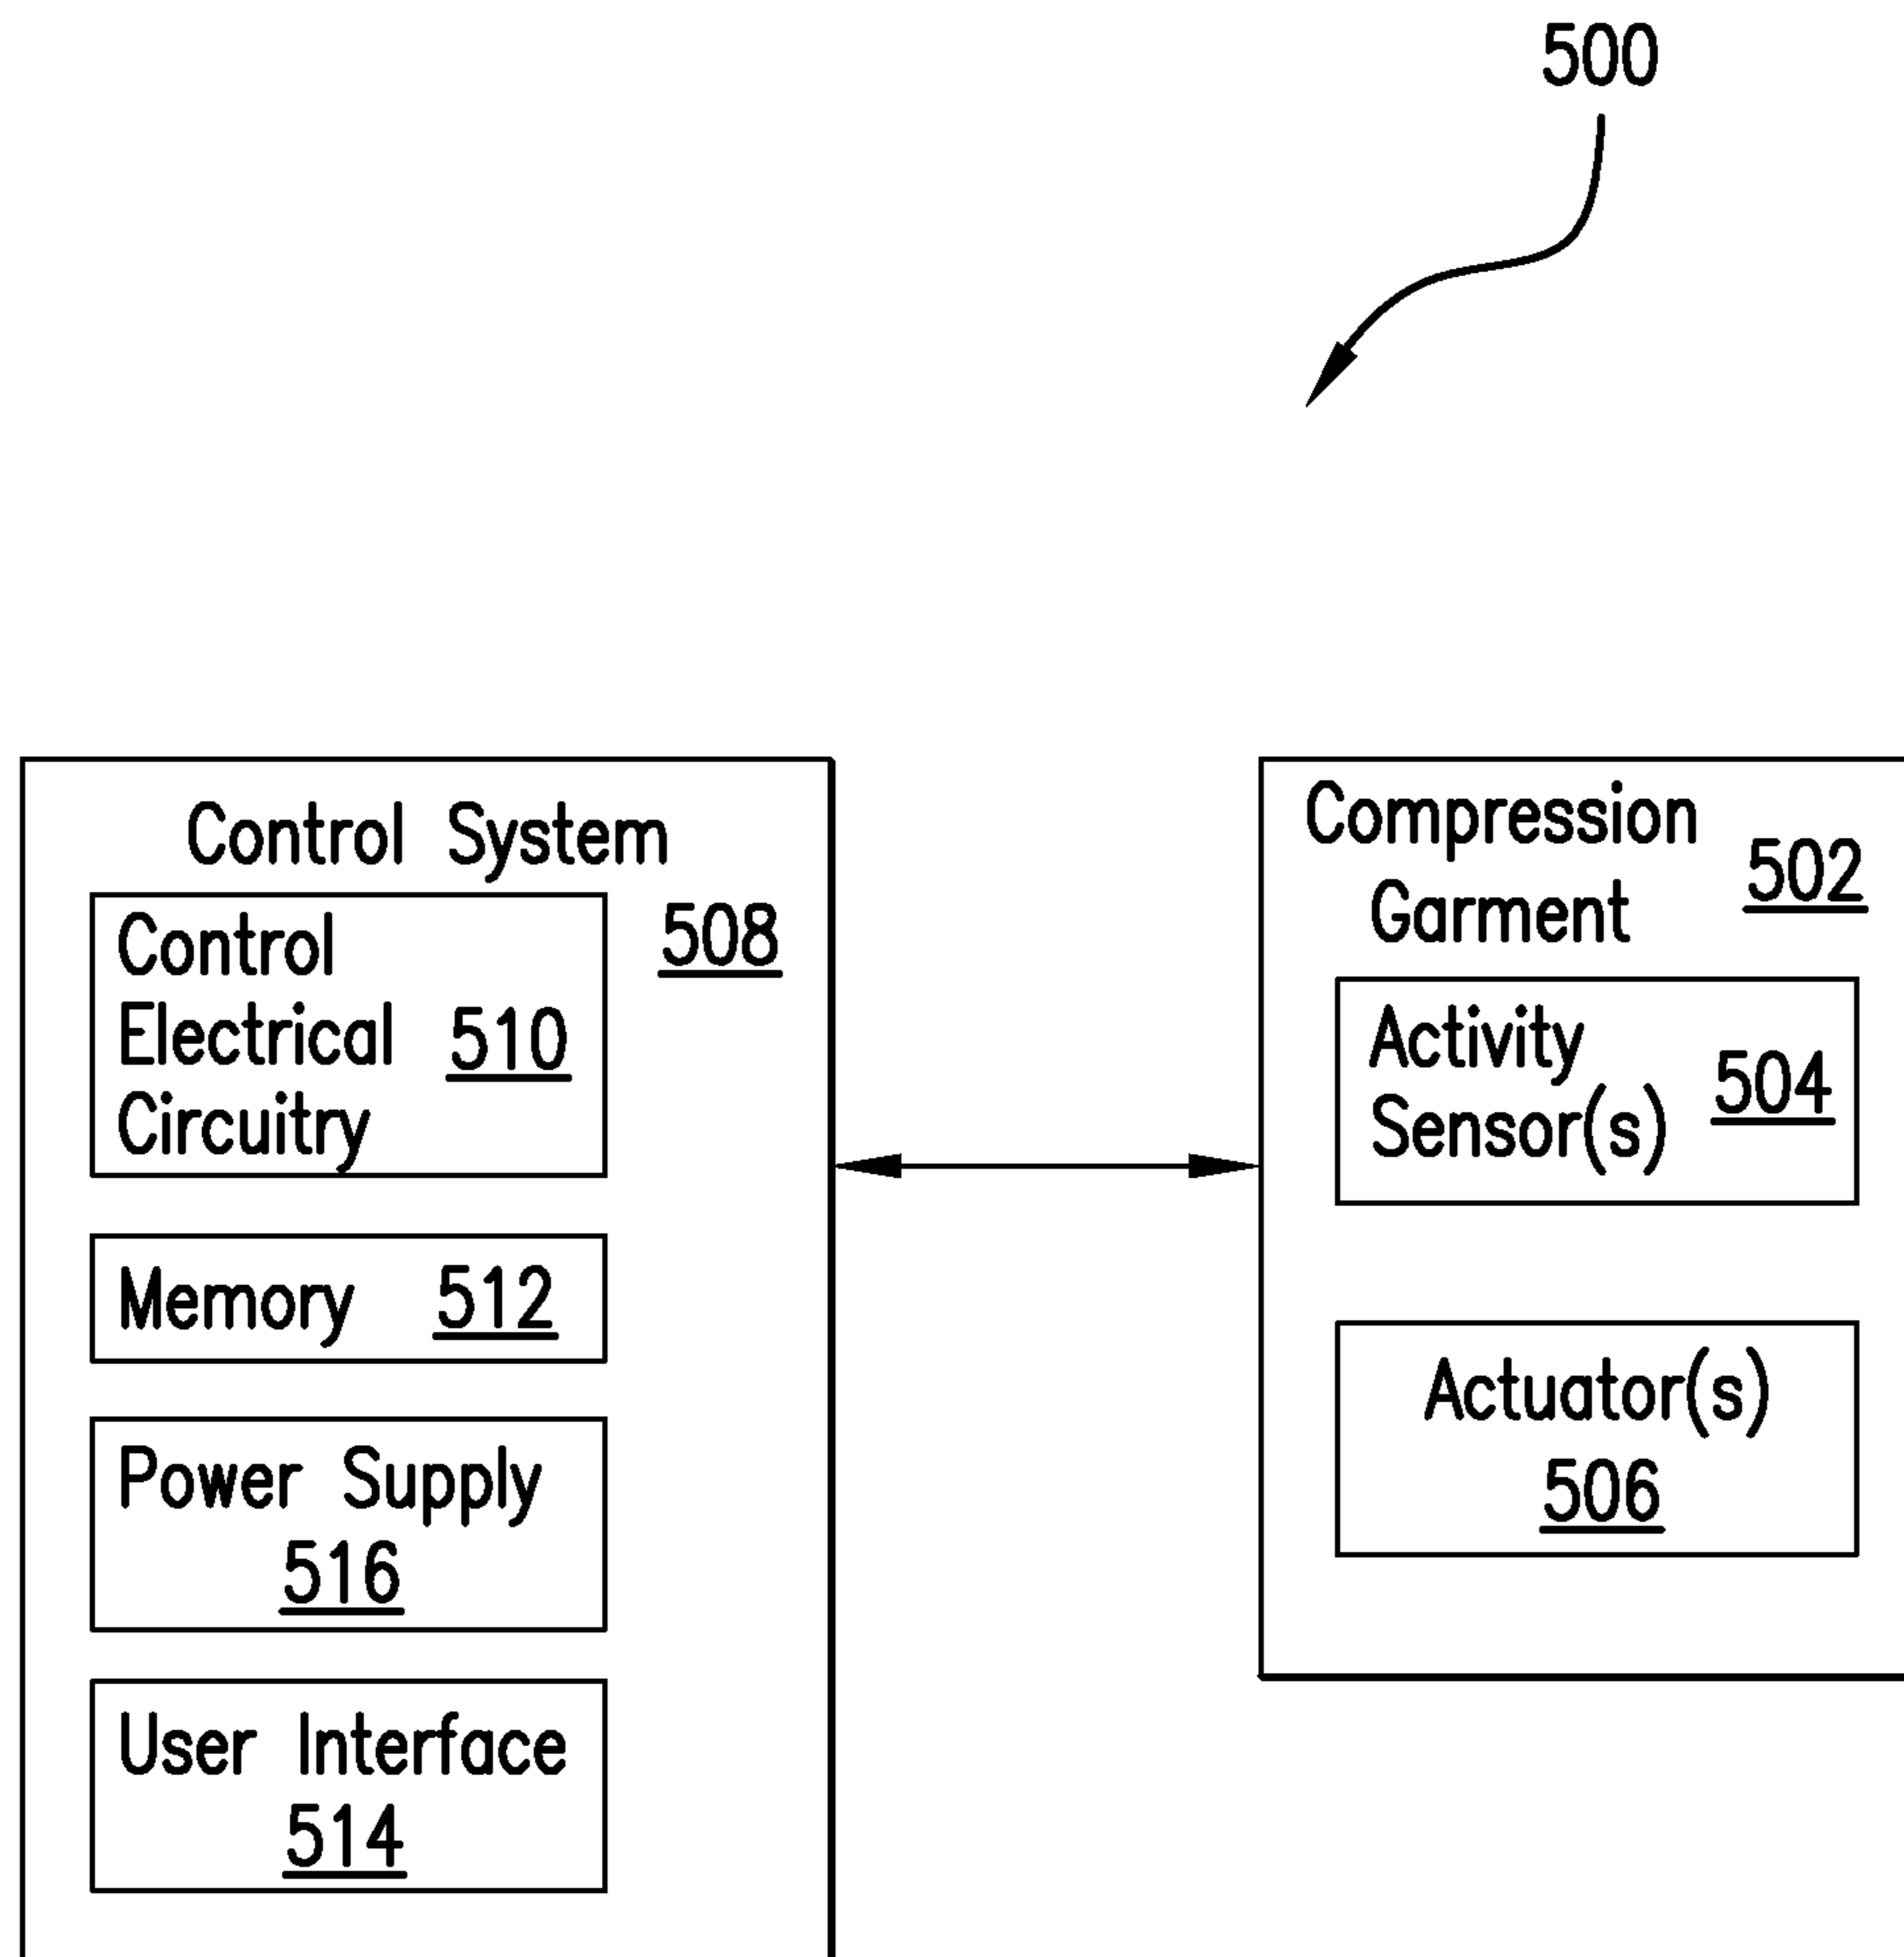 500
Control System
508
Control
Electrical 510
Circuitry
Memory 512
Power Supply
516
User Interface
514
Compression
Garment
502
Activity
Sensor(s)
504
Actuator(s)
506